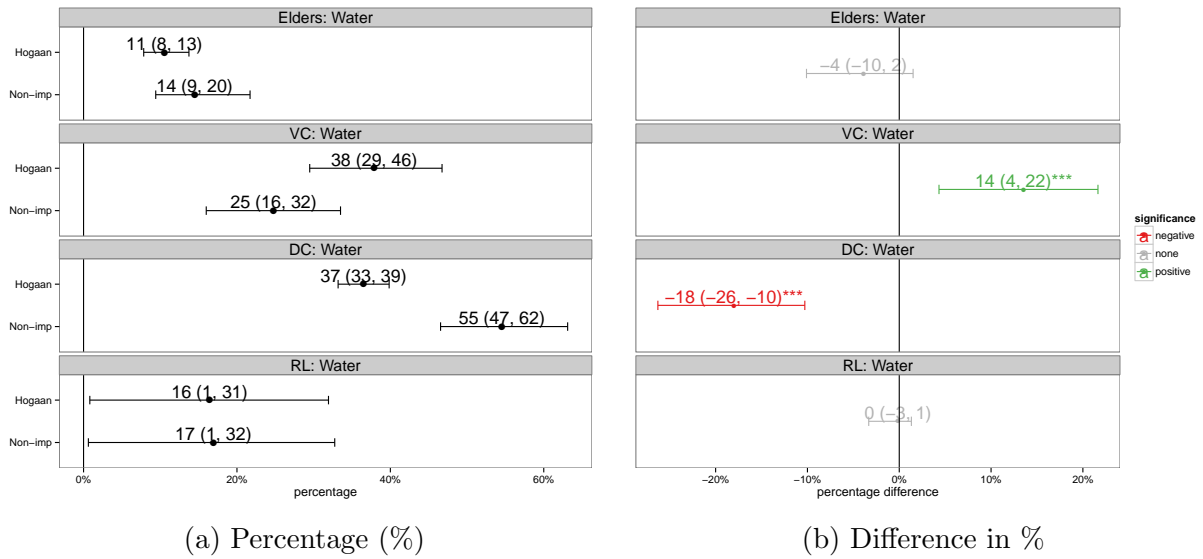 Elders: Water
Hogaan
11 (8, 13)
Non−imp
14 (9, 20)
VC: Water
Hogaan
38 (29, 46)
Non−imp
25 (16, 32)
DC: Water
Hogaan
37 (33, 39)
Non−imp
55 (47, 62)
RL: Water
Hogaan
16 (1, 31)
Non−imp
17 (1, 32)
0% 20% 40% 60%
percentage
(a) Percentage (%)
Elders: Water
−4 (−10, 2)
VC: Water
14 (4, 22)***
DC: Water
−18 (−26, −10)***
RL: Water
0 (−3, 1)
−20% −10% 0% 10% 20%
percentage difference
significance
a negative
a none
a positive
(b) Difference in %